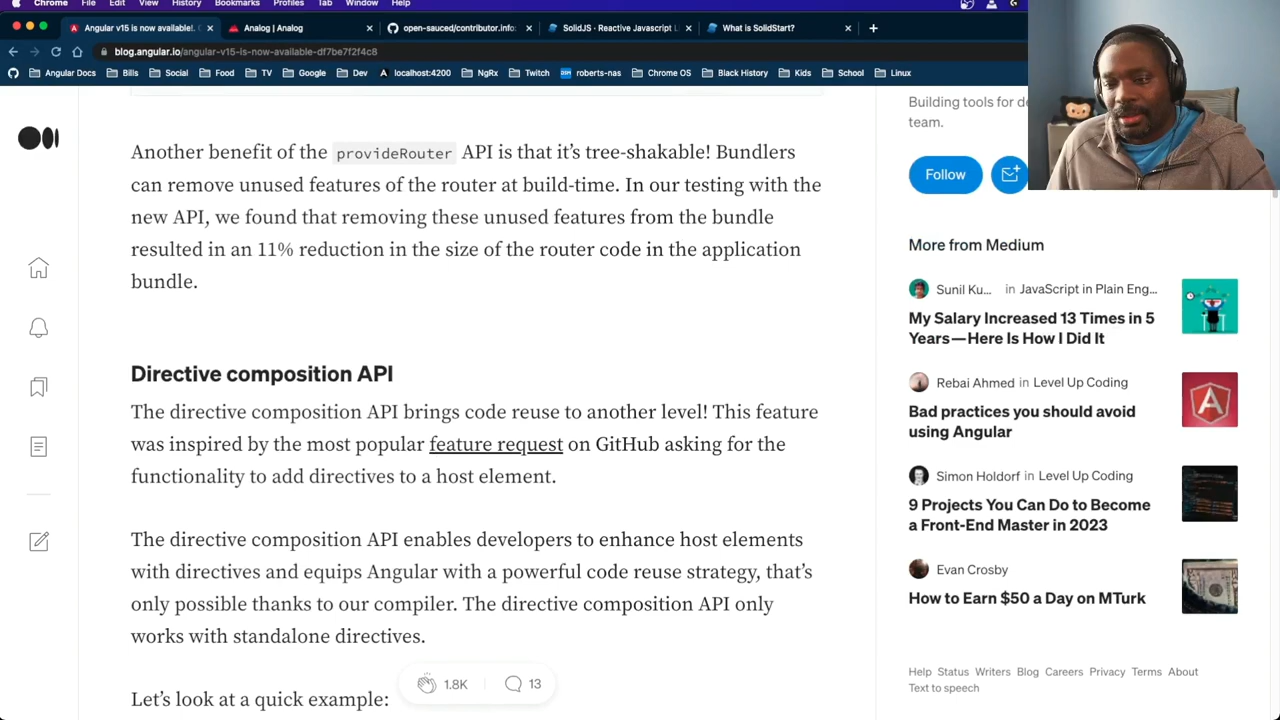 Chrome File Edit View History Bookmarks Profiles Tab Window Help
Angular v15 is now available!
Analog | Analog
open-sauced/contributor.info:
SolidJS · Reactive Javascript Li
What is SolidStart?
blog.angular.io/angular-v15-is-now-available-df7be7f2f4c8
Angular Docs Bills Social Food TV Google Dev localhost:4200 NgRx Twitch roberts-nas Chrome OS Black History Kids School Linux
Another benefit of the provideRouter API is that it’s tree-shakable! Bundlers
can remove unused features of the router at build-time. In our testing with the
new API, we found that removing these unused features from the bundle
resulted in an 11% reduction in the size of the router code in the application
bundle.
Directive composition API
The directive composition API brings code reuse to another level! This feature
was inspired by the most popular feature request on GitHub asking for the
functionality to add directives to a host element.
The directive composition API enables developers to enhance host elements
with directives and equips Angular with a powerful code reuse strategy, that’s
only possible thanks to our compiler. The directive composition API only
works with standalone directives.
Let’s look at a quick example:
1.8K 13
Building tools for
team.
Follow
More from Medium
Sunil Ku... in JavaScript in Plain Eng...
My Salary Increased 13 Times in 5
Years—Here Is How I Did It
Rebai Ahmed in Level Up Coding
Bad practices you should avoid
using Angular
Simon Holdorf in Level Up Coding
9 Projects You Can Do to Become
a Front-End Master in 2023
Evan Crosby
How to Earn $50 a Day on MTurk
Help Status Writers Blog Careers Privacy Terms About
Text to speech